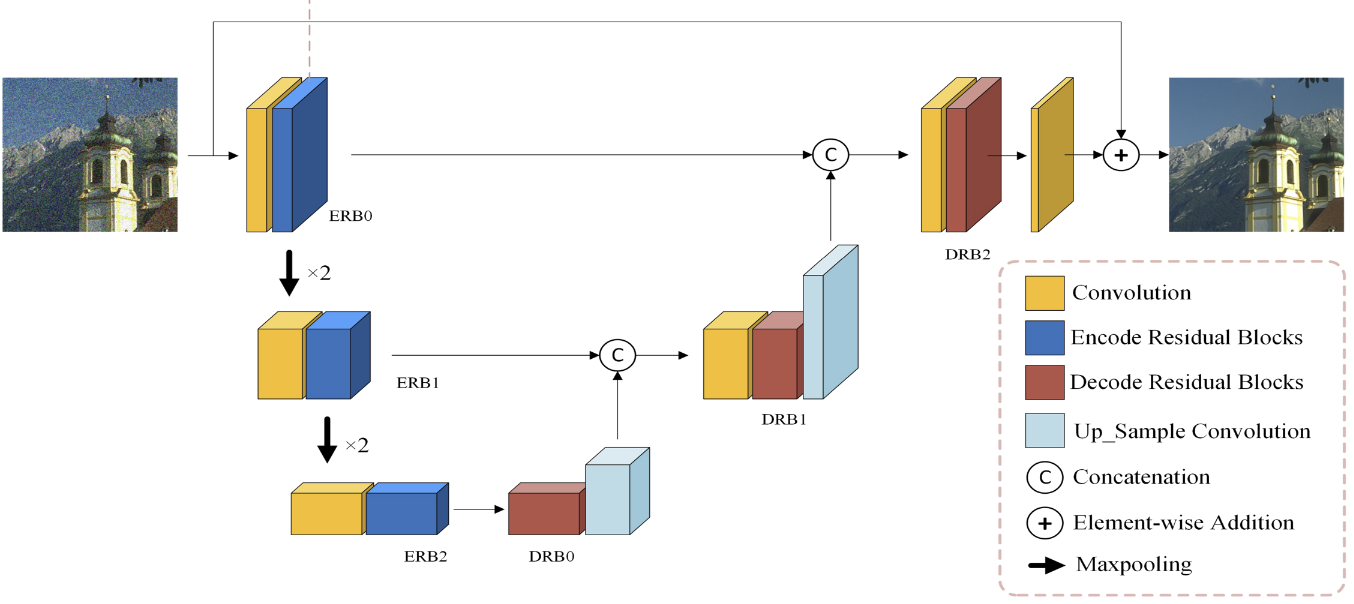 C
ERB0
DRB2
×2
Convolution
Encode Residual Blocks
C
ERB1
Decode Residual Blocks
DRB1
×2
Up_Sample Convolution
C
Concatenation
+
Element-wise Addition
ERB2
DRB0
Maxpooling